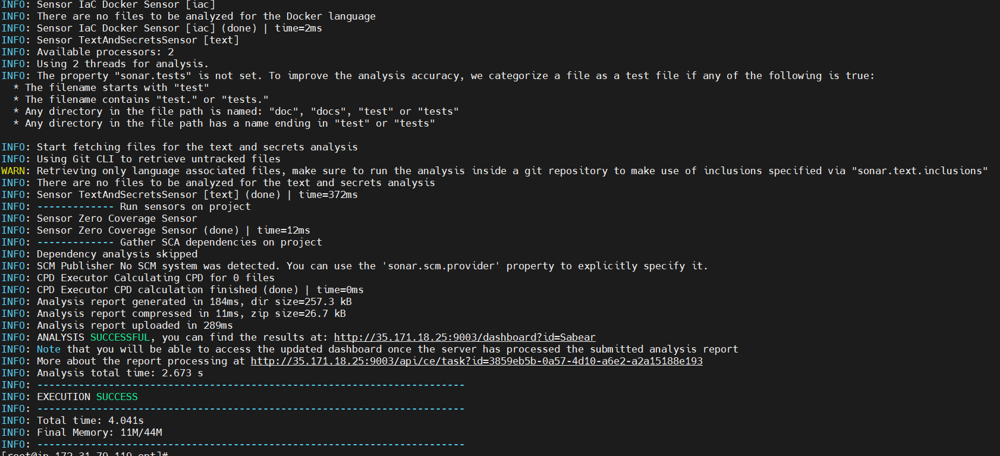 INFO: Sensor IaC Docker Sensor [iac]
INFO: There are no files to be analyzed for the Docker language
INFO: Sensor IaC Docker Sensor [iac] (done) | time=2ms
INFO: Sensor TextAndSecretsSensor [text]
INFO: Available processors: 2
INFO: Using 2 threads for analysis.
INFO: The property "sonar.tests" is not set. To improve the analysis accuracy, we categorize a file as a test file if any of the following is true:
  * The filename starts with "test"
  * The filename contains "test." or "tests."
  * Any directory in the file path is named: "doc", "docs", "test" or "tests"
  * Any directory in the file path has a name ending in "test" or "tests"
INFO: Start fetching files for the text and secrets analysis
INFO: Using Git CLI to retrieve untracked files
WARN: Retrieving only language associated files, make sure to run the analysis inside a git repository to make use of inclusions specified via "sonar.text.inclusions"
INFO: There are no files to be analyzed for the text and secrets analysis
INFO: Sensor TextAndSecretsSensor [text] (done) | time=372ms
INFO: ------------- Run sensors on project
INFO: Sensor Zero Coverage Sensor
INFO: Sensor Zero Coverage Sensor (done) | time=12ms
INFO: ------------- Gather SCA dependencies on project
INFO: Dependency analysis skipped
INFO: SCM Publisher No SCM system was detected. You can use the 'sonar.scm.provider' property to explicitly specify it.
INFO: CPD Executor Calculating CPD for 0 files
INFO: CPD Executor CPD calculation finished (done) | time=0ms
INFO: Analysis report generated in 184ms, dir size=257.3 kB
INFO: Analysis report compressed in 11ms, zip size=26.7 kB
INFO: Analysis report uploaded in 289ms
INFO: ANALYSIS SUCCESSFUL, you can find the results at: http://35.171.18.25:9003/dashboard?id=Sabear
INFO: Note that you will be able to access the updated dashboard once the server has processed the submitted analysis report
INFO: More about the report processing at http://35.171.18.25:9003/api/ce/task?id=3859eb5b-0a57-4d10-a6e2-a2a15188e193
INFO: Analysis total time: 2.673 s
INFO: ------------------------------------------------------------------------
INFO: EXECUTION SUCCESS
INFO: ------------------------------------------------------------------------
INFO: Total time: 4.041s
INFO: Final Memory: 11M/44M
INFO: ------------------------------------------------------------------------
[root@ip-172-31-79-119 opt]#